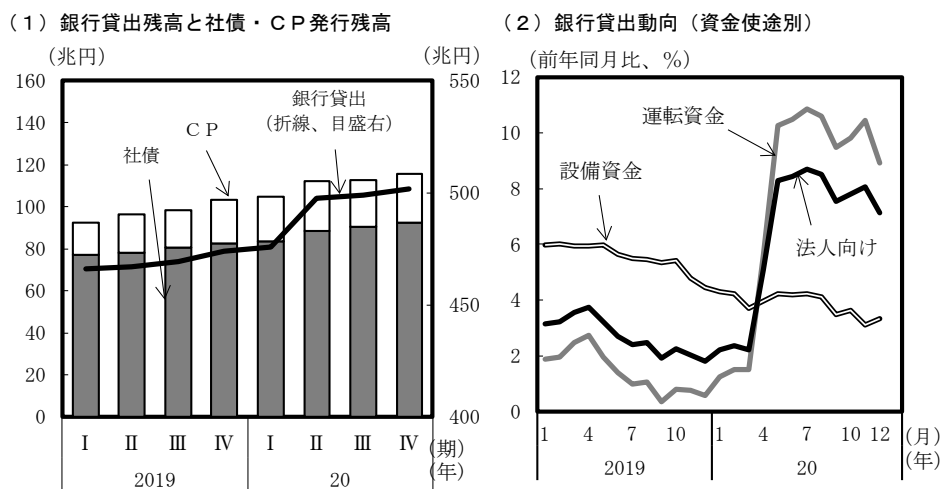 （１）銀行貸出残高と社債・ＣＰ発行残高
(兆円)
(兆円)
160
140
120
100
80
60
40
20
0
550
500
450
400
銀行貸出
(折線、目盛右)
ＣＰ
社債
Ⅰ Ⅱ Ⅲ Ⅳ Ⅰ Ⅱ Ⅲ Ⅳ (期)
2019 20 (年)
（２）銀行貸出動向（資金使途別）
(前年同月比、％)
12
10
8
6
4
2
0
運転資金
設備資金
法人向け
1 4 7 10 1 4 7 10 12 (月)
2019 20 (年)